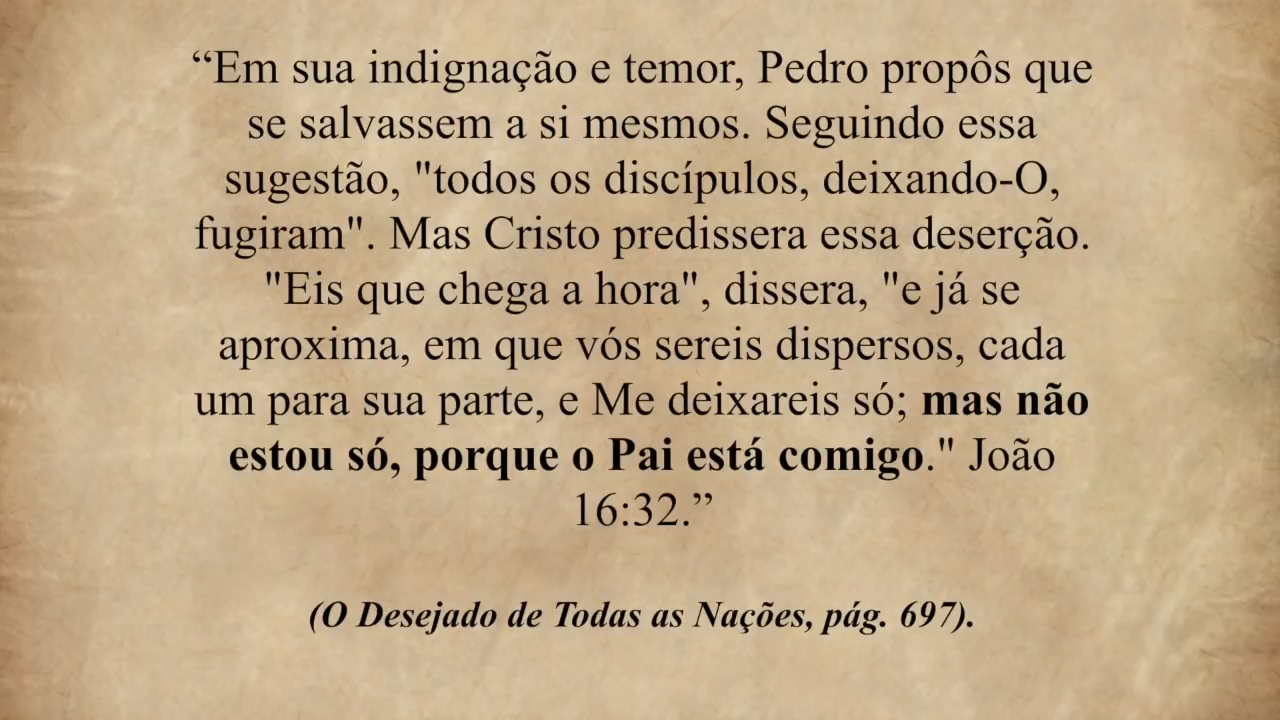 “Em sua indignação e temor, Pedro propôs que
se salvassem a si mesmos. Seguindo essa
sugestão, "todos os discípulos, deixando-O,
fugiram". Mas Cristo predissera essa deserção.
"Eis que chega a hora", dissera, "e já se
aproxima, em que vós sereis dispersos, cada
um para sua parte, e Me deixareis só; mas não
estou só, porque o Pai está comigo." João
16:32.”
(O Desejado de Todas as Nações, pág. 697).